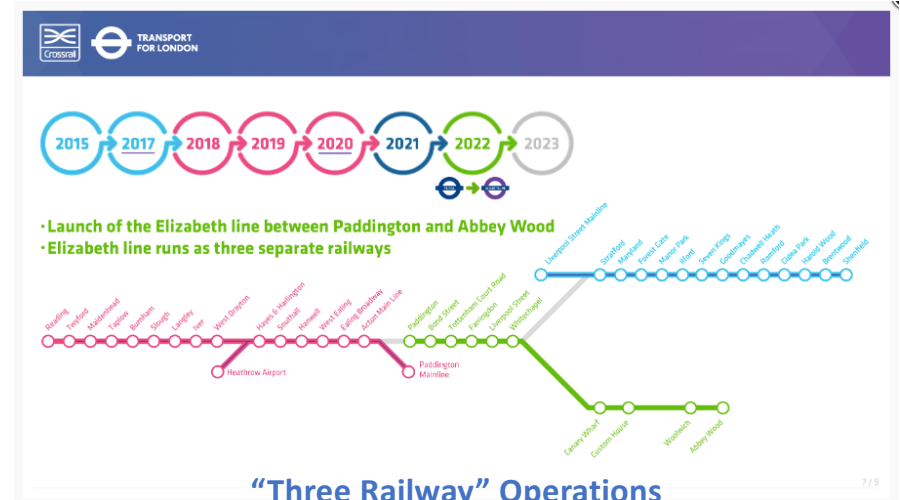 TRANSPORT
FOR LONDON
Crossrail
2015
2017
2018
2019
2020
2021
2022
2023
· Launch of the Elizabeth line between Paddington and Abbey Wood
· Elizabeth line runs as three separate railways
Liverpool Street Mainline
Stratford
Maryland
Forest Gate
Manor Park
Ilford
Seven Kings
Goodmayes
Chadwell Heath
Romford
Gidea Park
Harold Wood
Brentwood
Shenfield
Reading
Twyford
Maidenhead
Taplow
Burnham
Slough
Langley
Iver
West Drayton
Hayes & Harlington
Southall
Hanwell
West Ealing
Ealing Broadway
Acton Main Line
Paddington
Bond Street
Tottenham Court Road
Farringdon
Liverpool Street
Whitechapel
Heathrow Airport
Paddington
Mainline
Canary Wharf
Custom House
Woolwich
Abbey Wood
7 / 9
“Three Railway” Operations